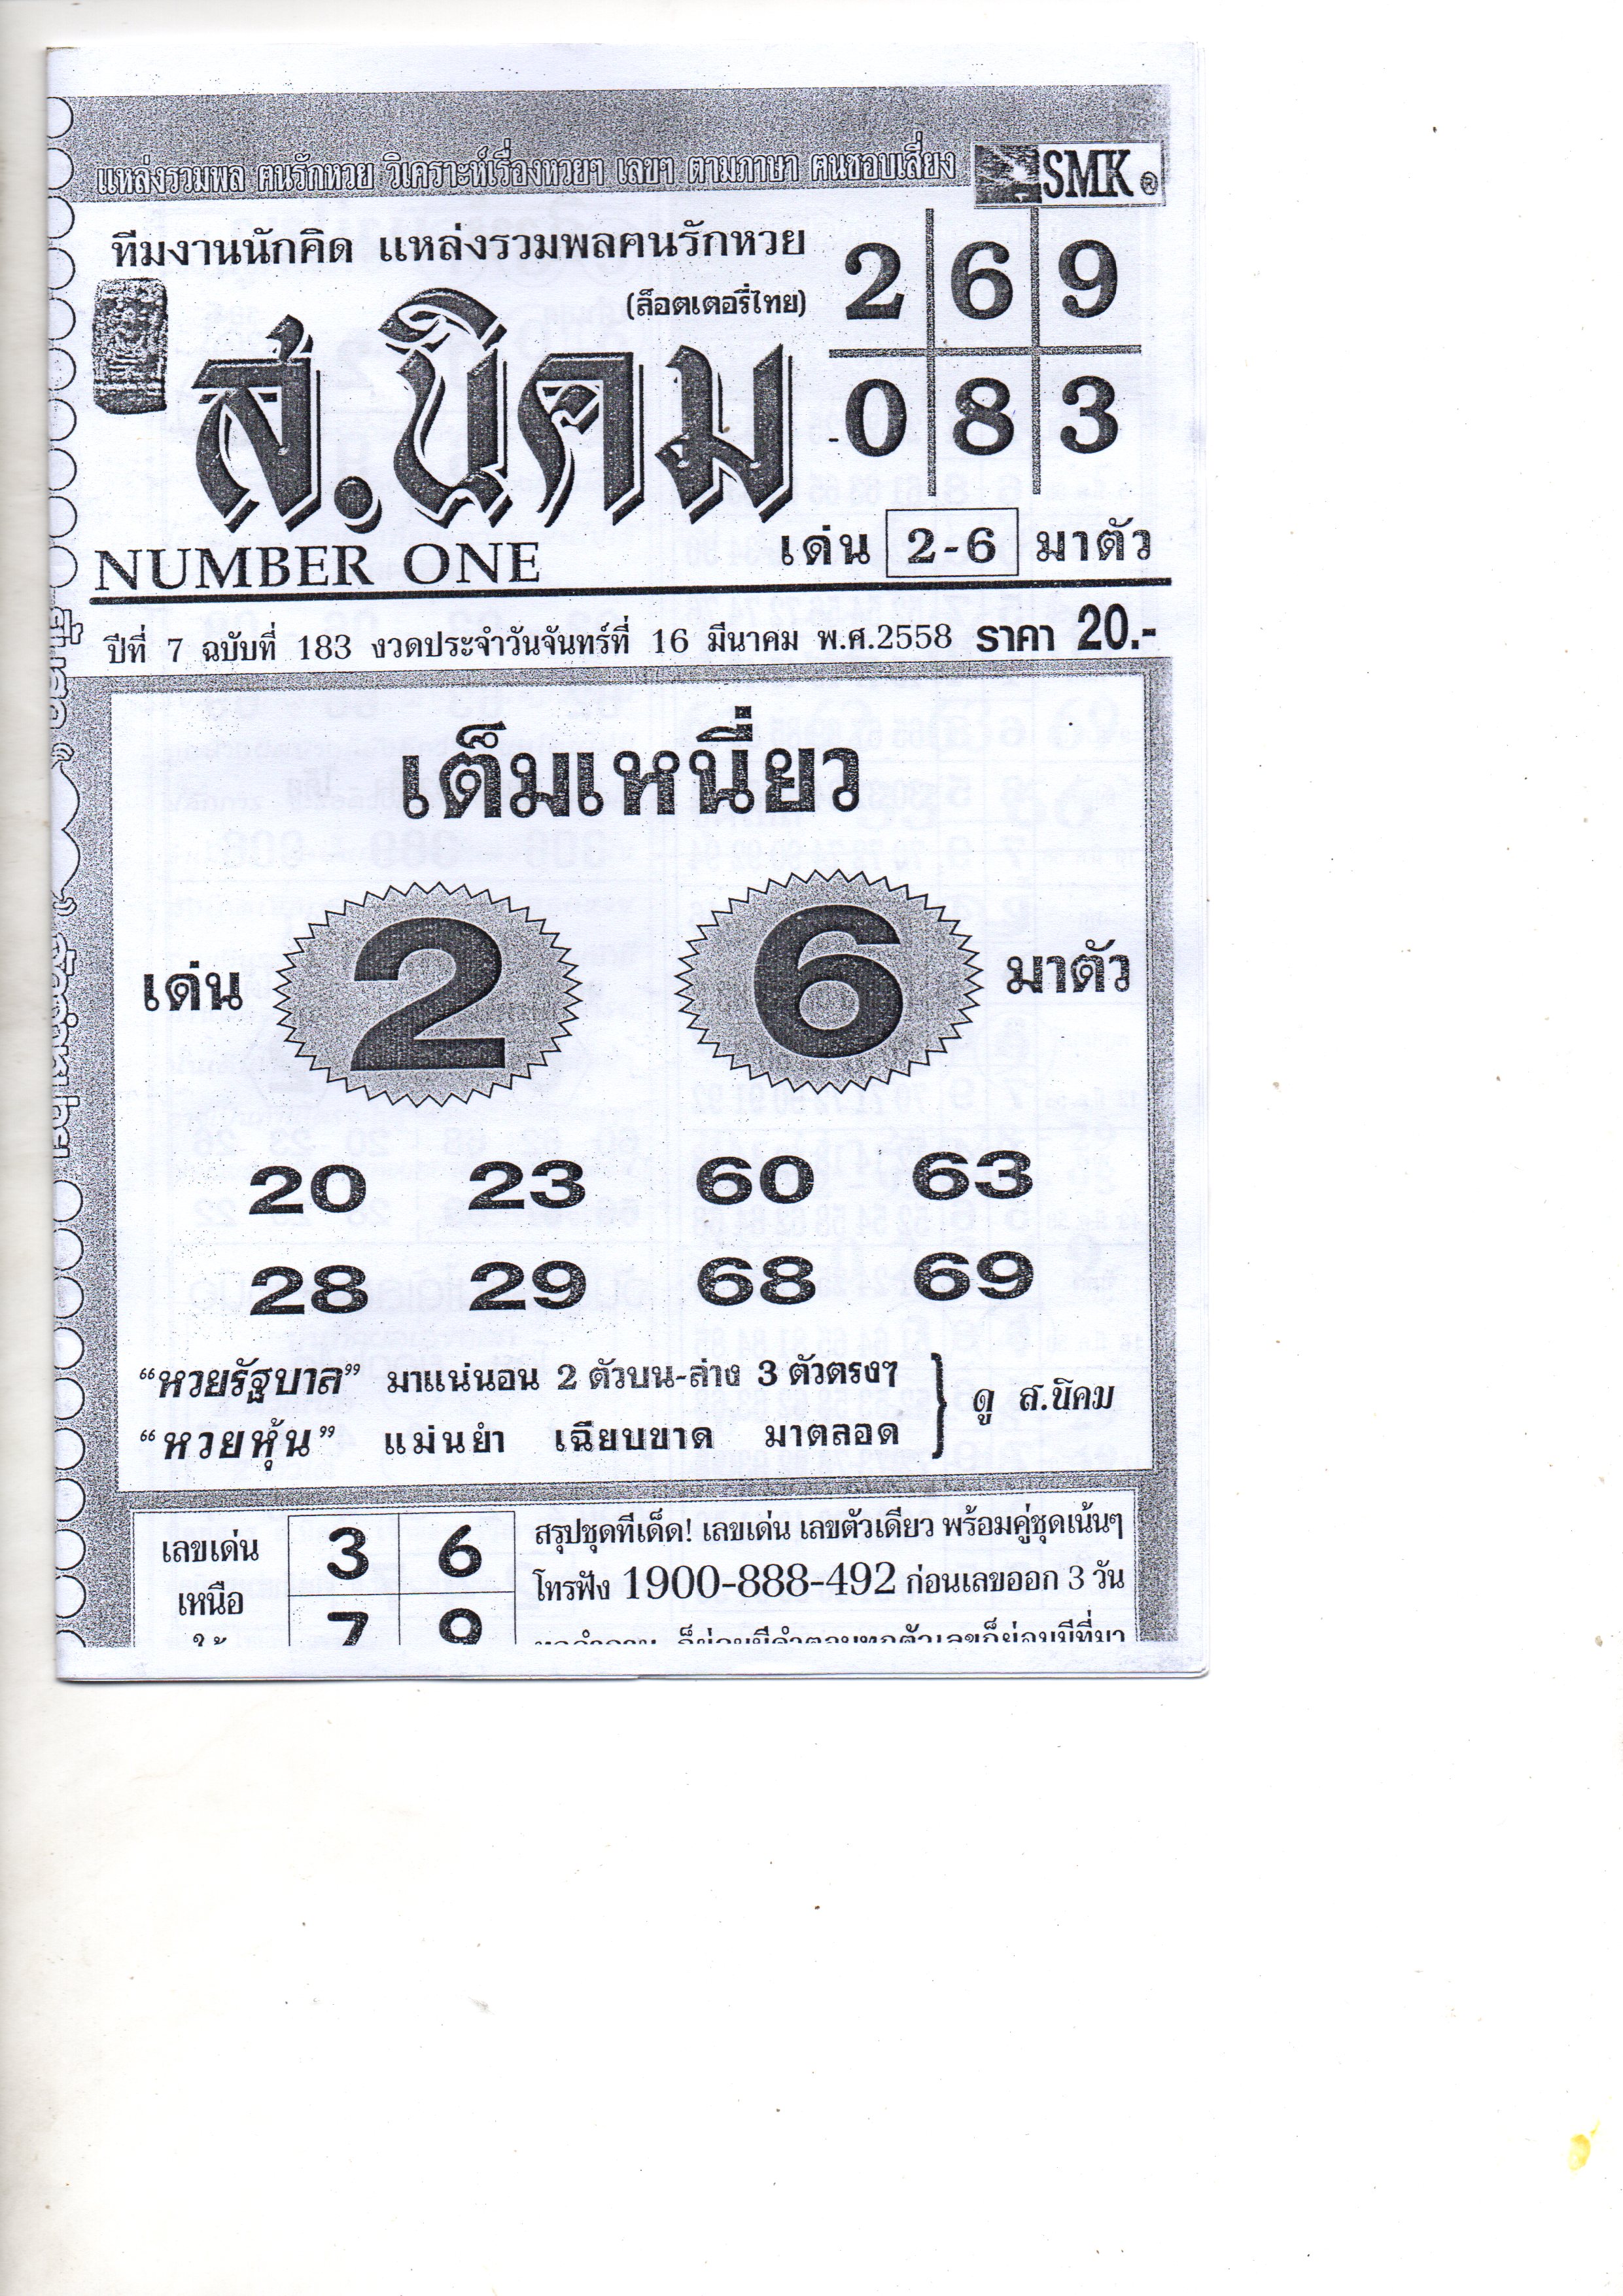 แหล่งรวมพล คนรักหวย วิเคราะห์เรื่องหวยๆ เลขๆ ตามภาษา คนชอบเสี่ยง
SMK ®
ทีมงานนักคิด แหล่งรวมพลคนรักหวย
(ล็อตเตอรี่ไทย)
2 6 9
0 8 3
ส.นิคม
NUMBER ONE
เด่น 2-6 มาตัว
ปีที่ 7 ฉบับที่ 183 งวดประจำวันจันทร์ที่ 16 มีนาคม พ.ศ.2558 ราคา 20.-
เต็มเหนี่ยว
เด่น 2 6 มาตัว
20 23 60 63
28 29 68 69
“หวยรัฐบาล” มาแน่นอน 2 ตัวบน-ล่าง 3 ตัวตรงๆ
“หวยหุ้น” แม่นยำ เฉียบขาด มาตลอด
ดู ส.นิคม
เลขเด่น
เหนือ
3 6
7 9
สรุปชุดทีเด็ด! เลขเด่น เลขตัวเดียว พร้อมคู่ชุดเน้นๆ
โทรฟัง 1900-888-492 ก่อนเลขออก 3 วัน